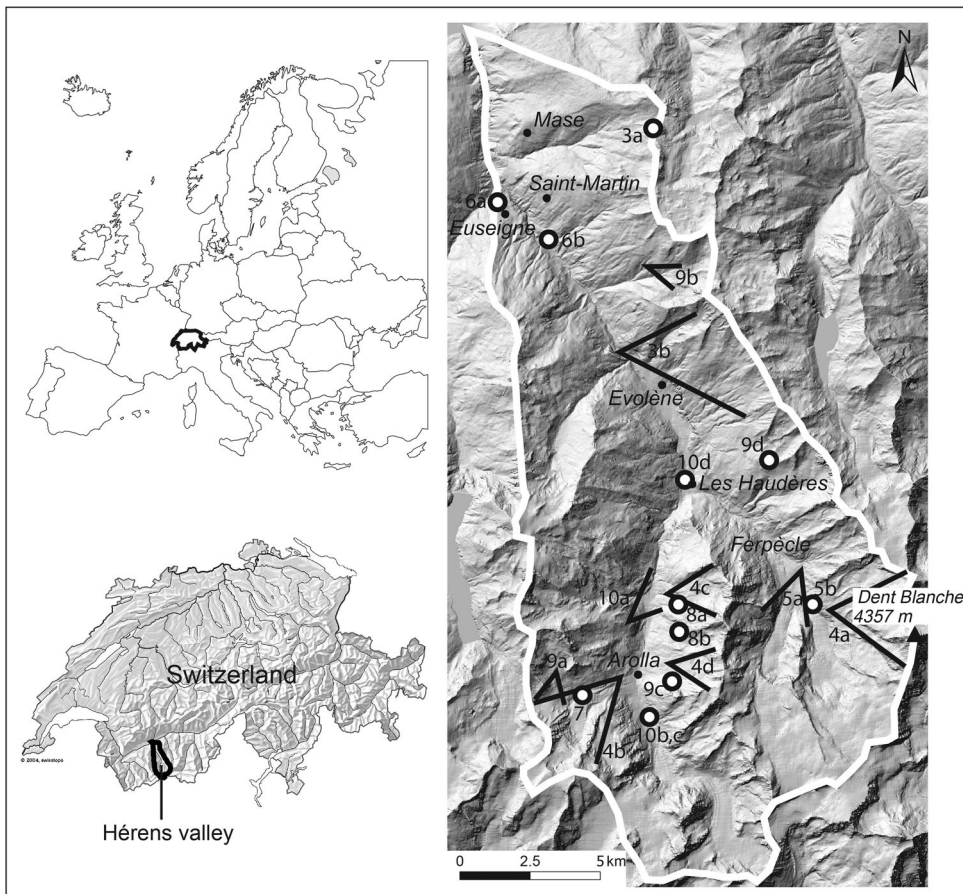 Switzerland
© 2004, swisstopo
Hérens valley
N
Mase
3a
Saint-Martin
6a
Euseigne
6b
9b
3b
Evolène
9d
10d
Les Haudères
Ferpècle
10a
4c
5a
5b
Dent Blanche
4357 m
8a
4a
8b
9a
Arolla
4d
9c
7
10b,c
4b
0 2.5 5 km